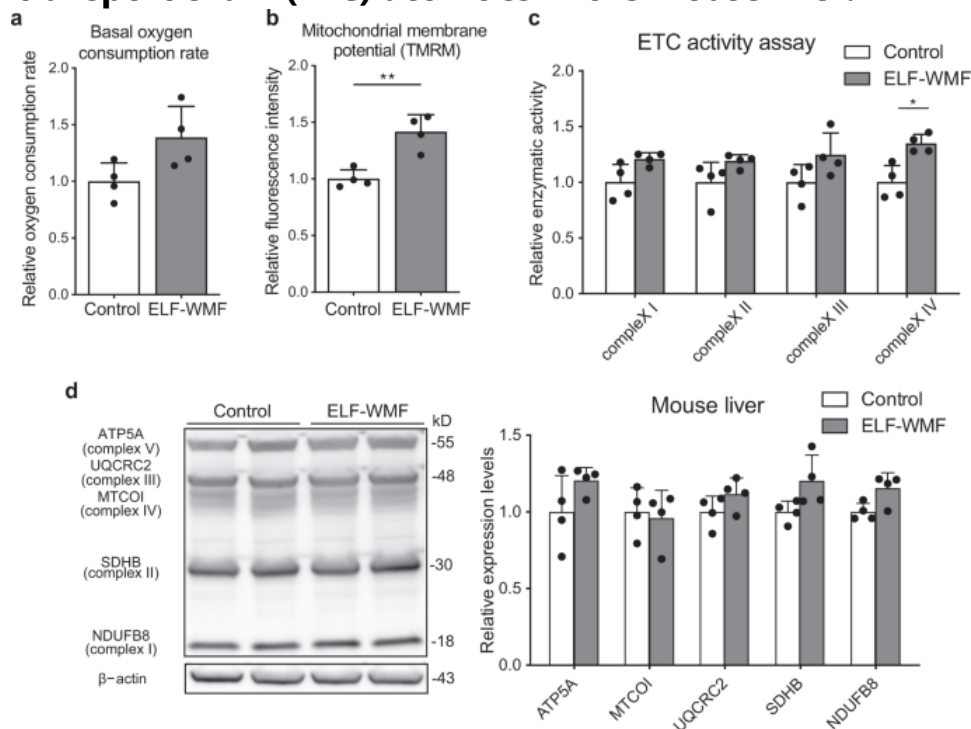 a
Basal oxygen
consumption rate
Relative oxygen consumption rate
2.0
1.5
1.0
0.5
0.0
Control ELF-WMF
b
Mitochondrial membrane
potential (TMRM)
Relative fluorescence intensity
2.0
1.5
1.0
0.5
0.0
**
Control ELF-WMF
c
ETC activity assay
Control
ELF-WMF
Relative enzymatic activity
2.0
1.5
1.0
0.5
0.0
*
compleX I
compleX II
compleX III
compleX IV
d
Control ELF-WMF
kD
ATP5A
(complex V)
-55
UQCRC2
(complex III)
-48
MTCOI
(complex IV)
SDHB
(complex II)
-30
NDUFB8
(complex I)
-18
β−actin
-43
Mouse liver
Control
ELF-WMF
Relative expression levels
1.5
1.0
0.5
0.0
ATP5A
MTCOI
UQCRC2
SDHB
NDUFB8